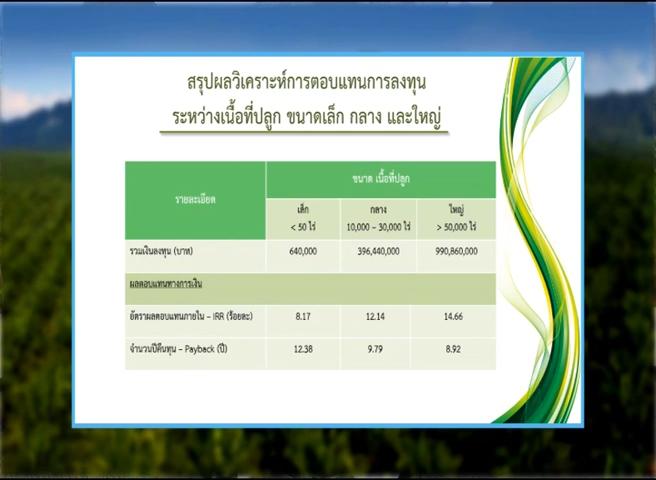 สรุปผลวิเคราะห์การตอบแทนการลงทุน
ระหว่างเนื้อที่ปลูก ขนาดเล็ก กลาง และใหญ่
รายละเอียด
ขนาด เนื้อที่ปลูก
เล็ก กลาง ใหญ่
< 50 ไร่ 10,000 – 30,000 ไร่ > 50,000 ไร่
รวมเงินลงทุน (บาท) 640,000 396,440,000 990,860,000
ผลตอบแทนทางการเงิน
อัตราผลตอบแทนภายใน – IRR (ร้อยละ) 8.17 12.14 14.66
จำนวนปีคืนทุน – Payback (ปี) 12.38 9.79 8.92